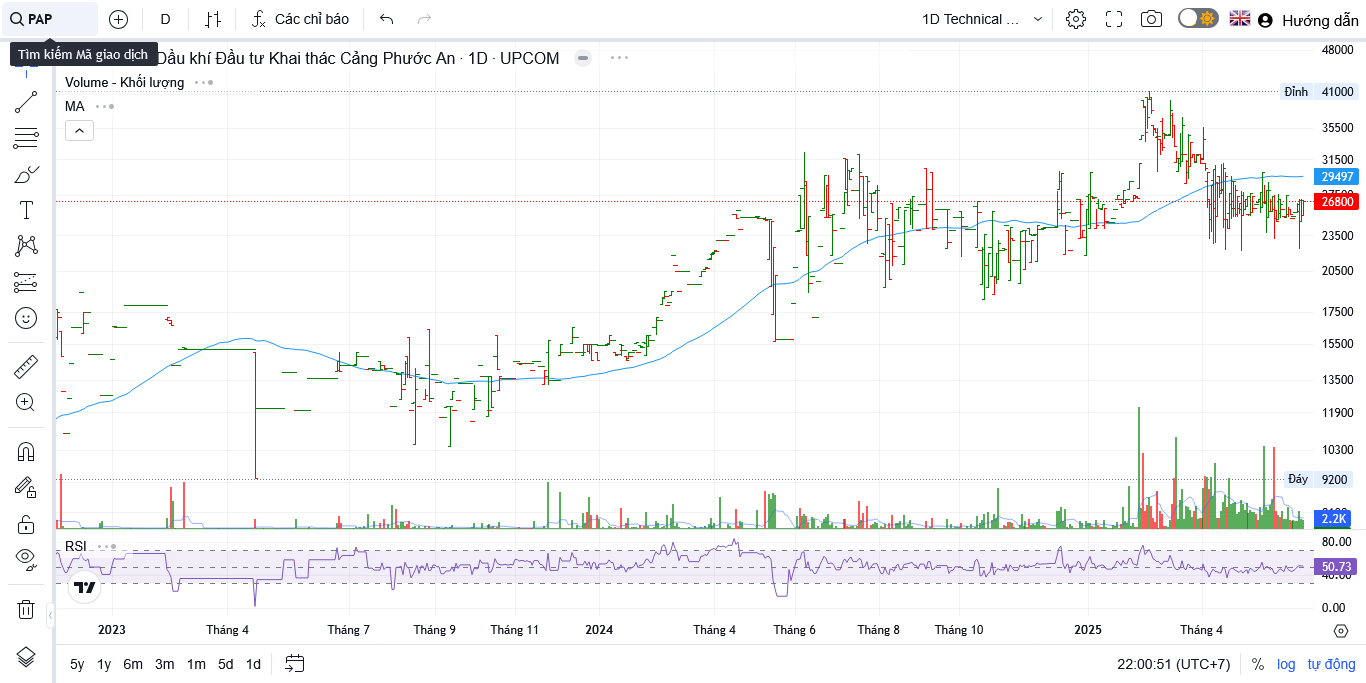 PAP
D
Các chỉ báo
1D Technical ...
Hướng dẫn
Tìm kiếm Mã giao dịch
Dầu khí Đầu tư Khai thác Cảng Phước An · 1D · UPCOM
Volume - Khối lượng
MA
48000
Đỉnh 41000
35500
31500
29497
26800
23500
20500
17500
15500
13500
11900
10300
Đáy 9200
2.2K
RSI
80.00
50.73
40.00
0.00
2023
Tháng 4
Tháng 7
Tháng 9
Tháng 11
2024
Tháng 4
Tháng 6
Tháng 8
Tháng 10
2025
Tháng 4
5y 1y 6m 3m 1m 5d 1d
22:00:51 (UTC+7)
% log tự động